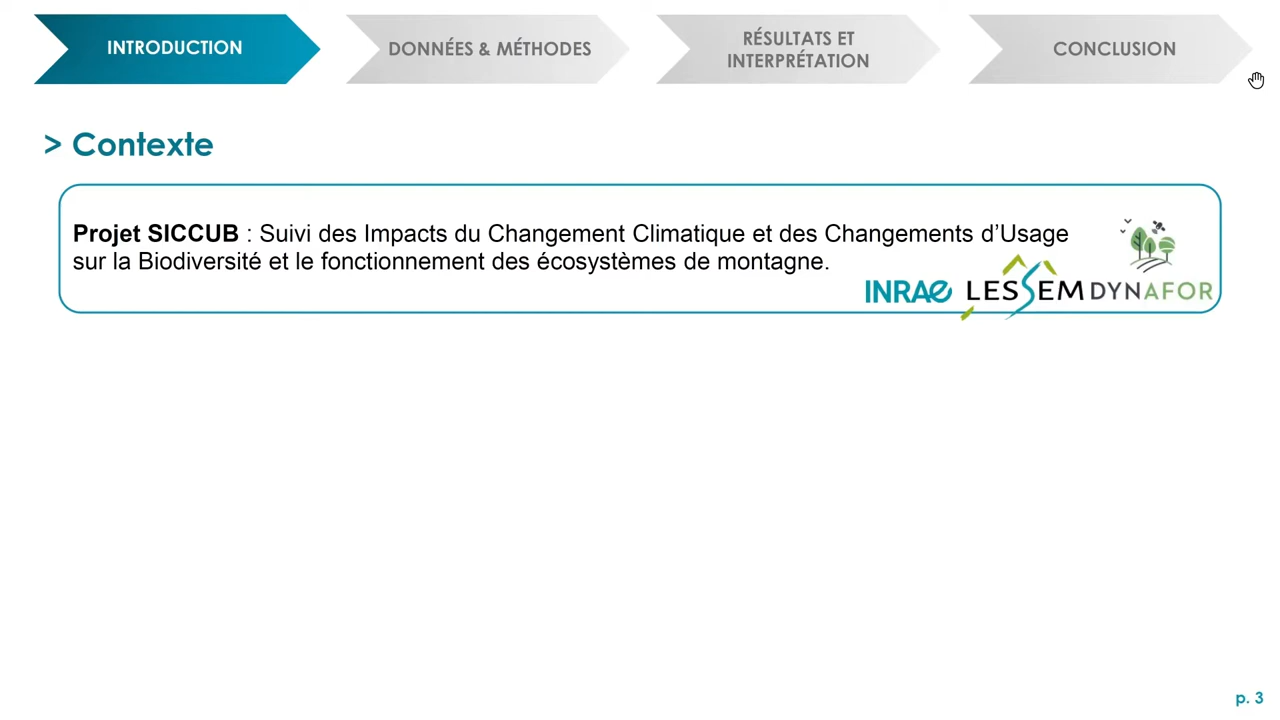 INTRODUCTION
DONNÉES & MÉTHODES
RÉSULTATS ET
INTERPRÉTATION
CONCLUSION
> Contexte
Projet SICCUB : Suivi des Impacts du Changement Climatique et des Changements d’Usage
sur la Biodiversité et le fonctionnement des écosystèmes de montagne.
INRAE LESSEM DYNAFOR
p. 3